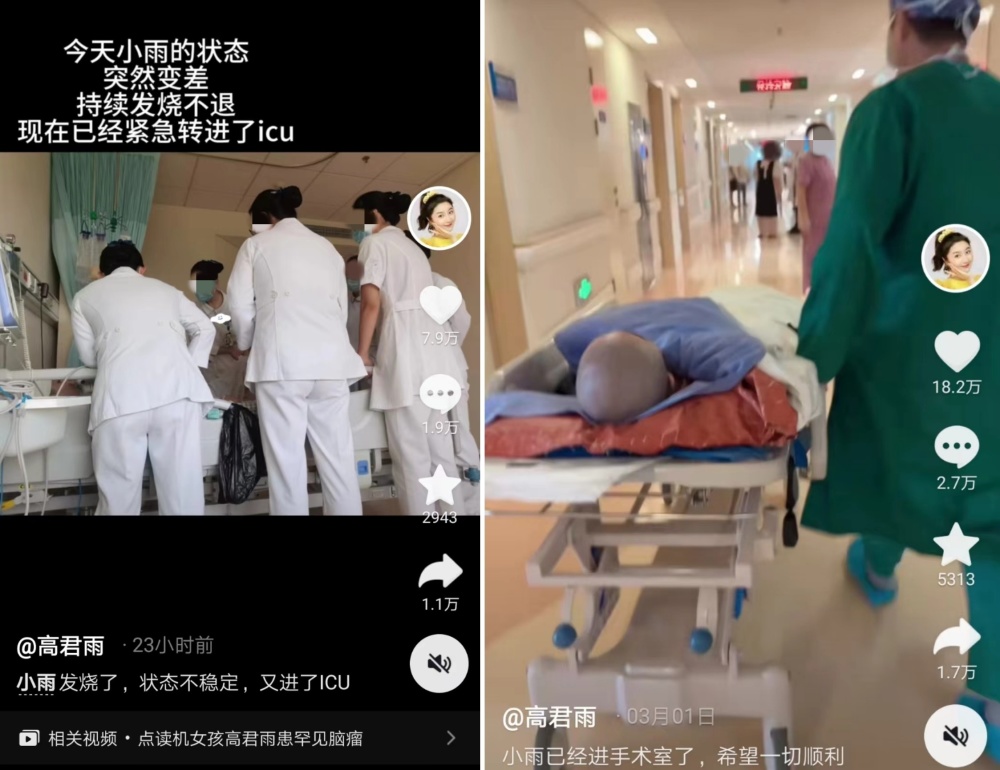 今天小雨的状态
突然变差
持续发烧不退
现在已经紧急转进了icu
7.9万
1.9万
2943
1.1万
@高君雨 · 23小时前
小雨发烧了，状态不稳定，又进了ICU
相关视频 · 点读机女孩高君雨患罕见脑瘤
18.2万
2.7万
5313
1.7万
@高君雨 · 03月01日
小雨已经进手术室了，希望一切顺利